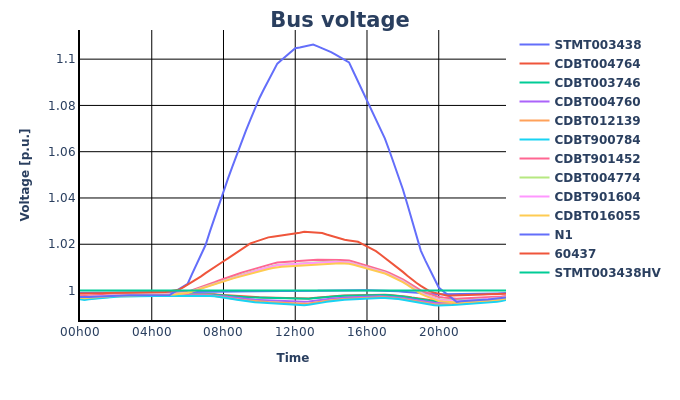 Bus voltage
Voltage [p.u.]
1.1
1.08
1.06
1.04
1.02
1
00h00 04h00 08h00 12h00 16h00 20h00
Time
STMT003438
CDBT004764
CDBT003746
CDBT004760
CDBT012139
CDBT900784
CDBT901452
CDBT004774
CDBT901604
CDBT016055
N1
60437
STMT003438HV